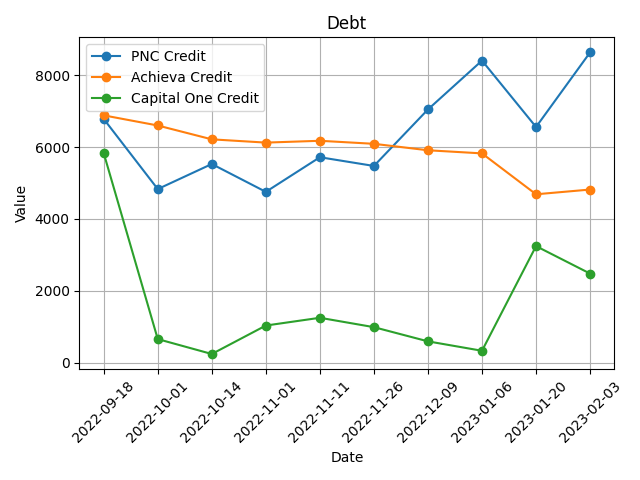 Debt
PNC Credit
Achieva Credit
Capital One Credit
Value
8000
6000
4000
2000
0
2022-09-18
2022-10-01
2022-10-14
2022-11-01
2022-11-11
2022-11-26
2022-12-09
2023-01-06
2023-01-20
2023-02-03
Date